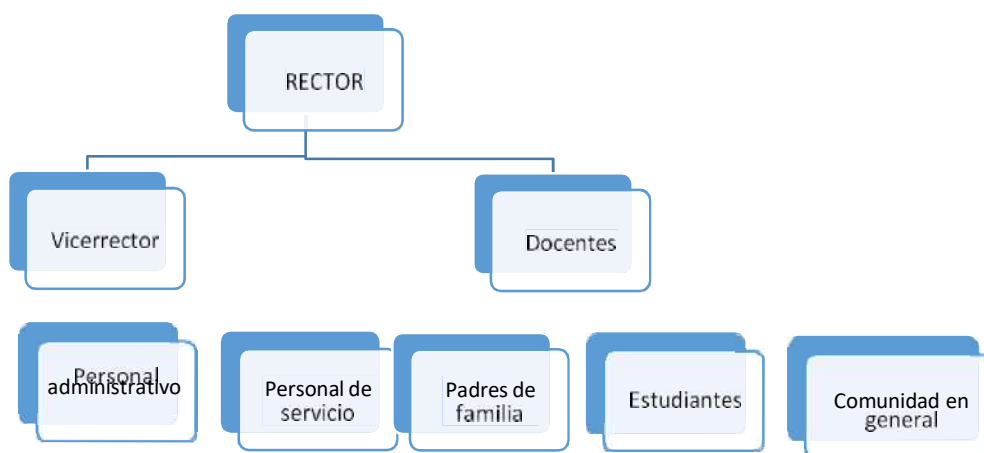 RECTOR
Vicerrector
Docentes
Personal
administrativo
Personal de
servicio
Padres de
familia
Estudiantes
Comunidad en
general